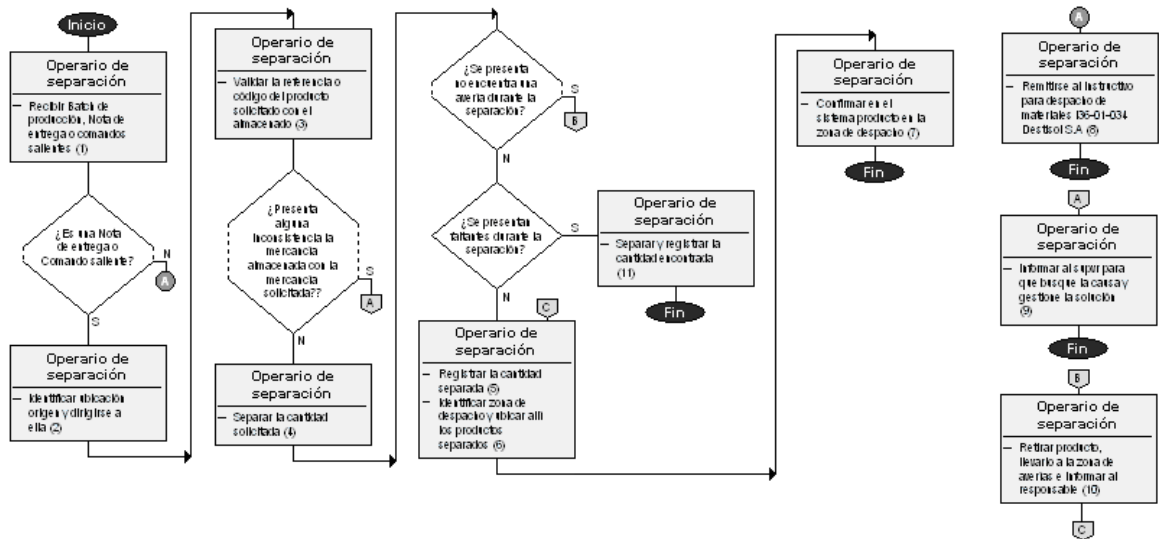 Inicio
Operario de
separación
– Recibir Batch de
producción, Nota de
entrega o comandos
salientes (1)
¿Es una Nota
de entrega o
Comando saliente?
N
A
S
Operario de
separación
– Identificar ubicación
origen y dirigirse a
ella (2)
Operario de
separación
– Validar la referencia o
código del producto
solicitado con el
almacenado (3)
¿Presenta
alguna
inconsistencia la
mercancia
almacenada con la
mercancia
solicitada??
S
A
N
Operario de
separación
– Separar la cantidad
solicitada (4)
¿Se presenta
no encuentra una
avería durante la
separación?
S
B
N
¿Se presentan
faltantes durante la
separación?
S
N
C
Operario de
separación
– Registrar la cantidad
separada (5)
– Identificar zona de
despacho y ubicar allí
los productos
separados (6)
Operario de
separación
– Separar y registrar la
cantidad encontrada
(11)
Fin
Operario de
separación
– Confirmar en el
sistema producto en la
zona de despacho (7)
Fin
A
Operario de
separación
– Remitirse al instructivo
para despacho de
materiales I36-01-034
Destisol S.A (8)
Fin
A
Operario de
separación
– Informar al super para
que busque la causa y
gestione la solución
(9)
Fin
B
Operario de
separación
– Retirar producto,
llevarlo a la zona de
averías e informar al
responsable (10)
C